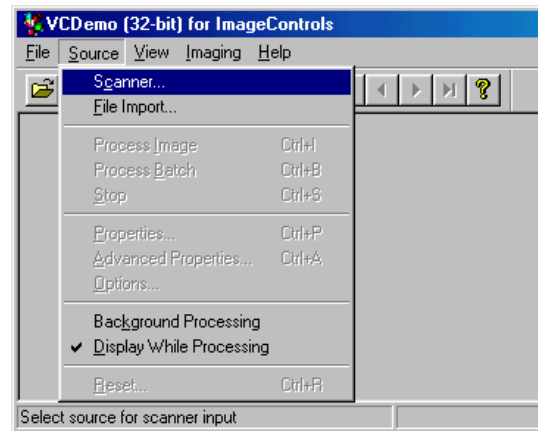 VCDemo (32-bit) for ImageControls
File Source View Imaging Help
Scanner...
File Import...
Process Image Ctrl+I
Process Batch Ctrl+B
Stop Ctrl+S
Properties... Ctrl+P
Advanced Properties... Ctrl+A
Options...
Background Processing
Display While Processing
Reset... Ctrl+R
Select source for scanner input